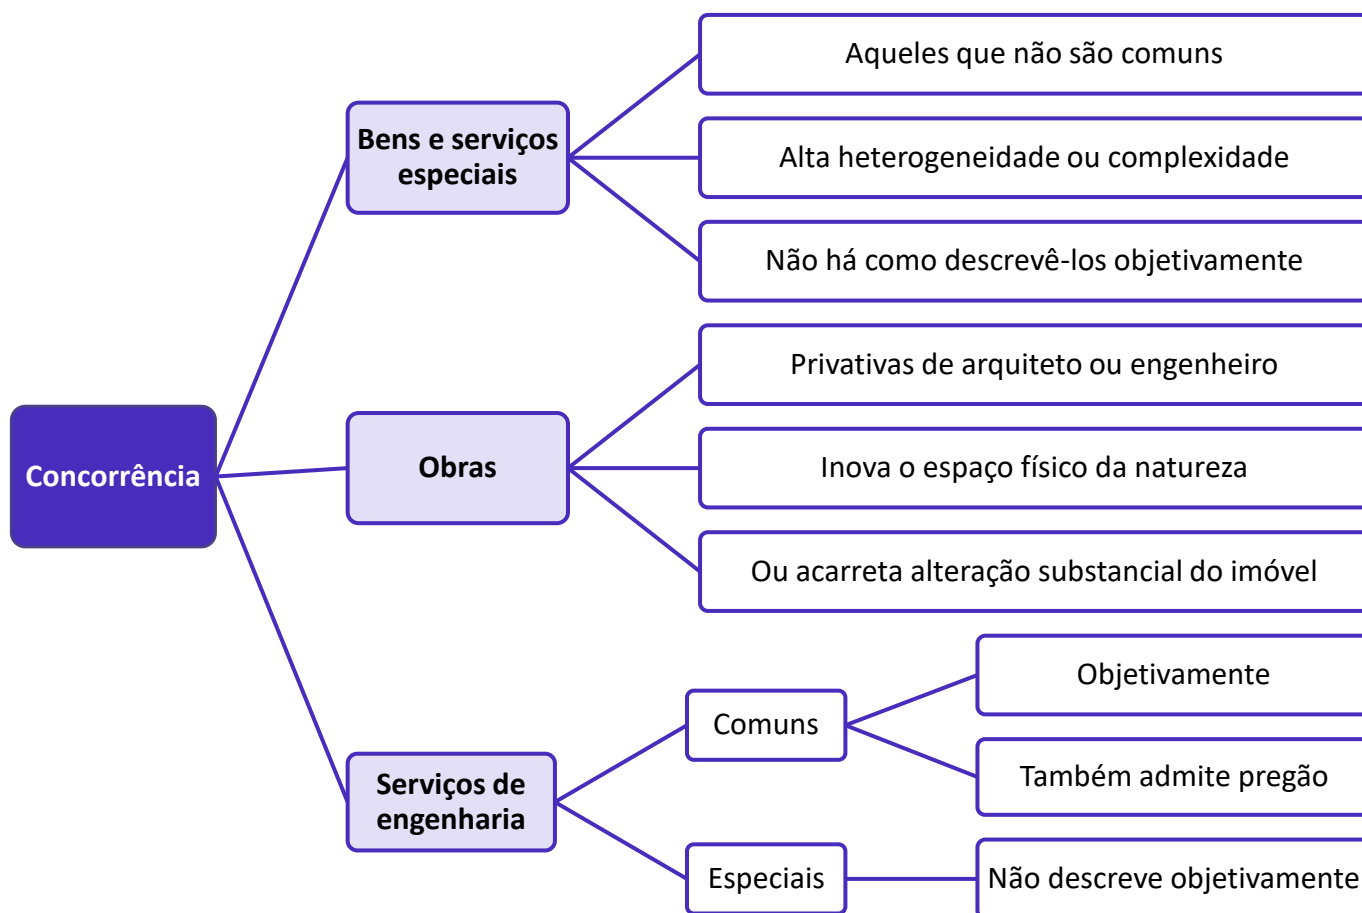 Aqueles que não são comuns
Bens e serviços
especiais
Alta heterogeneidade ou complexidade
Não há como descrevê-los objetivamente
Privativas de arquiteto ou engenheiro
Concorrência
Obras
Inova o espaço físico da natureza
Ou acarreta alteração substancial do imóvel
Objetivamente
Comuns
Também admite pregão
Serviços de
engenharia
Especiais
Não descreve objetivamente